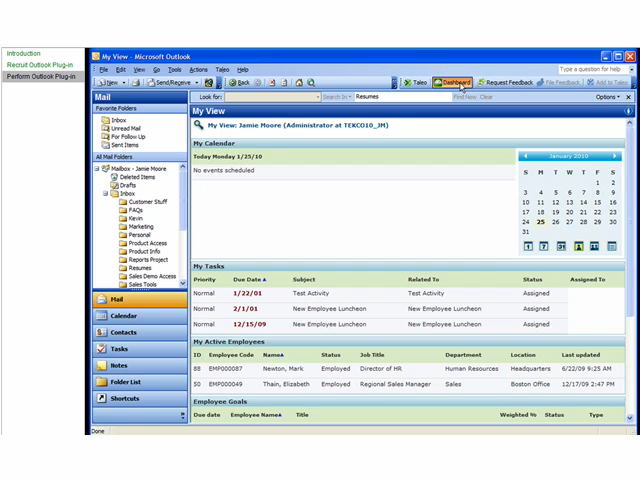 Introduction
Recruit Outlook Plug-in
Perform Outlook Plug-in
My View - Microsoft Outlook
File Edit View Go Tools Actions Taleo Help
Type a question for help
New Send/Receive Back Taleo Dashboard Request Feedback File Feedback Add to Taleo
Mail
Look for: Search In Resumes Find Now Clear Options
Favorite Folders
Inbox
Unread Mail
For Follow Up
Sent Items
All Mail Folders
Mailbox - Jamie Moore
Deleted Items
Drafts
Inbox
Customer Stuff
FAQs
Kevin
Marketing
Personal
Product Access
Product Info
Reports Project
Resumes
Sales Demo Access
Sales Tools
Mail
Calendar
Contacts
Tasks
Notes
Folder List
Shortcuts
My View
My View: Jamie Moore (Administrator at TEKCO10_JM)
My Calendar
Today Monday 1/25/10
No events scheduled
January 2010
S M T W T F S
1 2
3 4 5 6 7 8 9
10 11 12 13 14 15 16
17 18 19 20 21 22 23
24 25 26 27 28 29 30
31
1 7 31
My Tasks
Priority Due Date Subject Related To Status Assigned To
Normal 1/22/01 Test Activity Test Activity Assigned
Normal 2/1/01 New Employee Luncheon New Employee Luncheon Assigned
Normal 12/15/09 New Employee Luncheon New Employee Luncheon Assigned
My Active Employees
ID Employee Code Name Status Job Title Department Location Last updated
88 EMP000087 Newton, Mark Employed Director of HR Human Resources Headquarters 6/22/09 9:25 AM
50 EMP000049 Thain, Elizabeth Employed Regional Sales Manager Sales Boston Office 12/17/09 2:47 PM
Employee Goals
Due date Employee Name Title Weighted % Status Type
Done